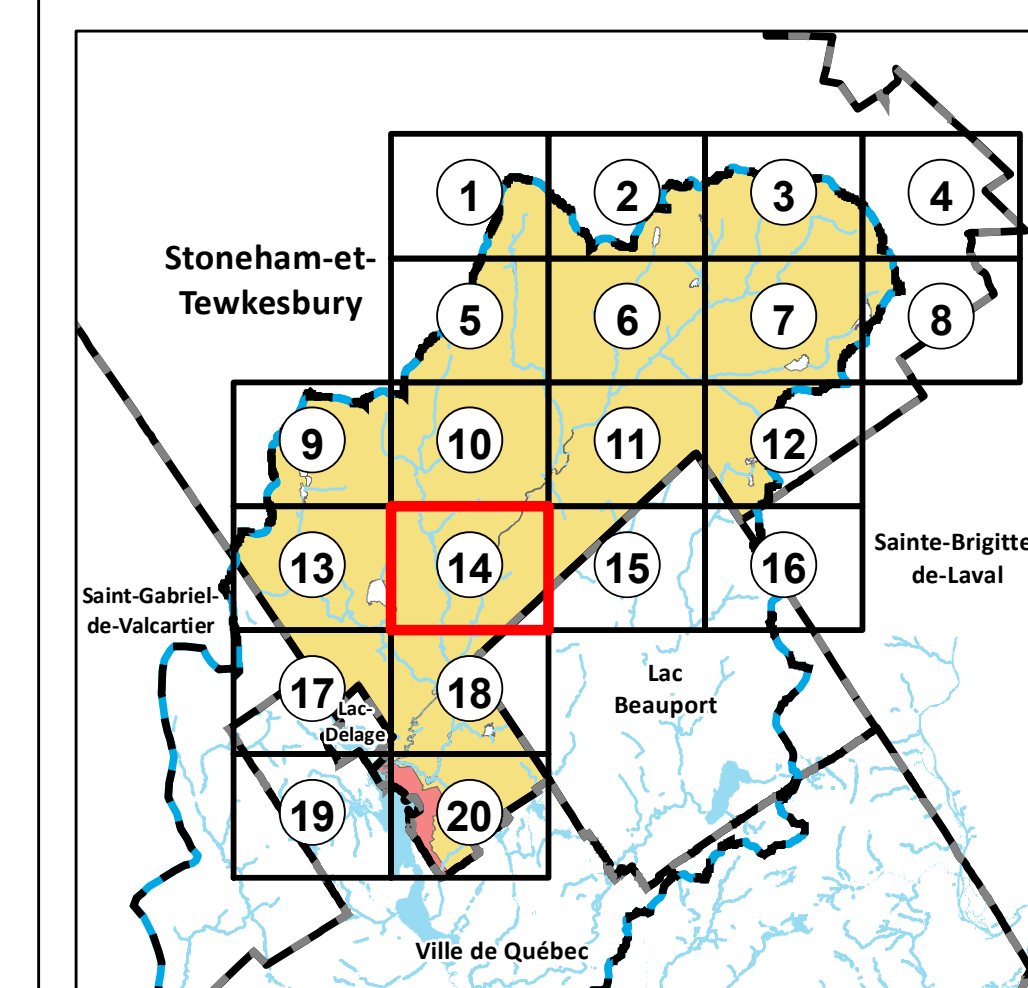 1
2
3
4
Stoneham-et-
Tewkesbury
5
6
7
8
9
10
11
12
13
14
15
16
Sainte-Brigitte
de-Laval
Saint-Gabriel-
de-Valcartier
17
18
Lac-
Delage
Lac
Beauport
19
20
Ville de Québec